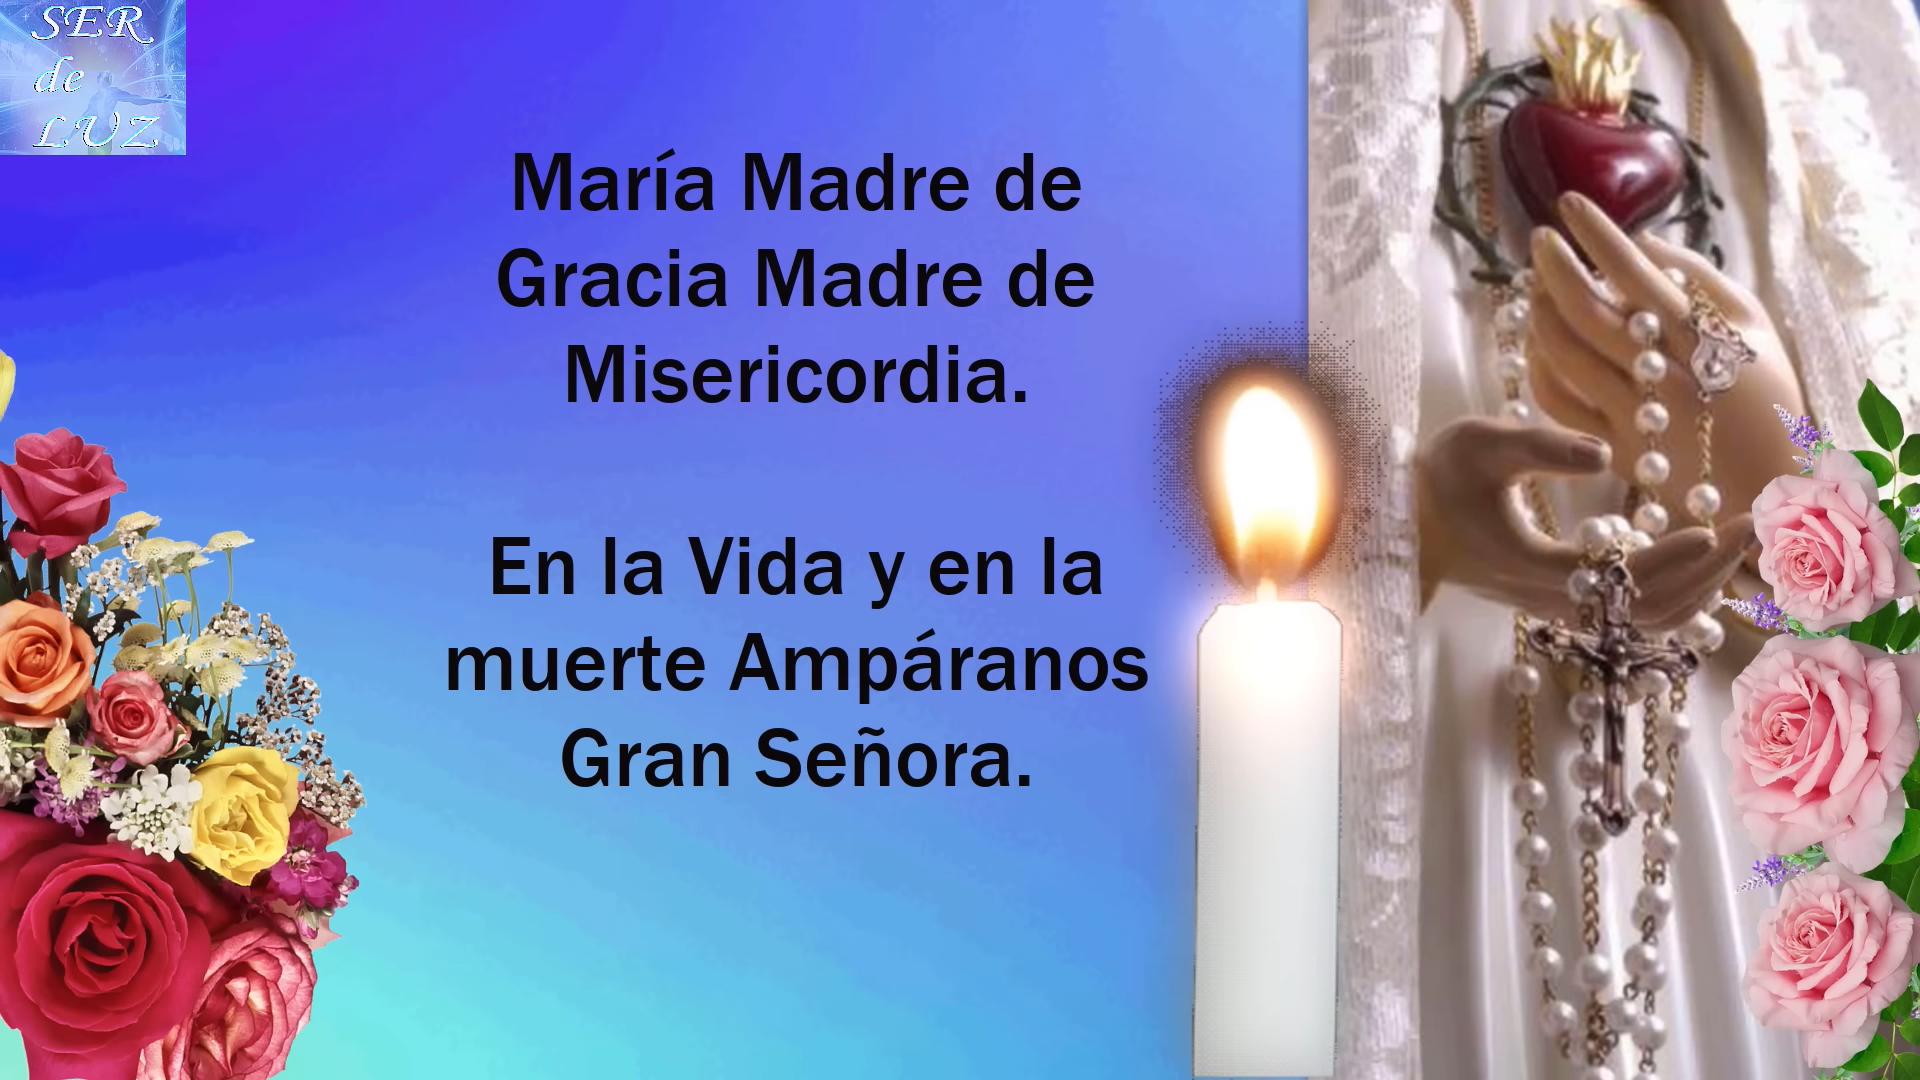 SER
de
LUZ
María Madre de
Gracia Madre de
Misericordia.
En la Vida y en la
muerte Ampáranos
Gran Señora.